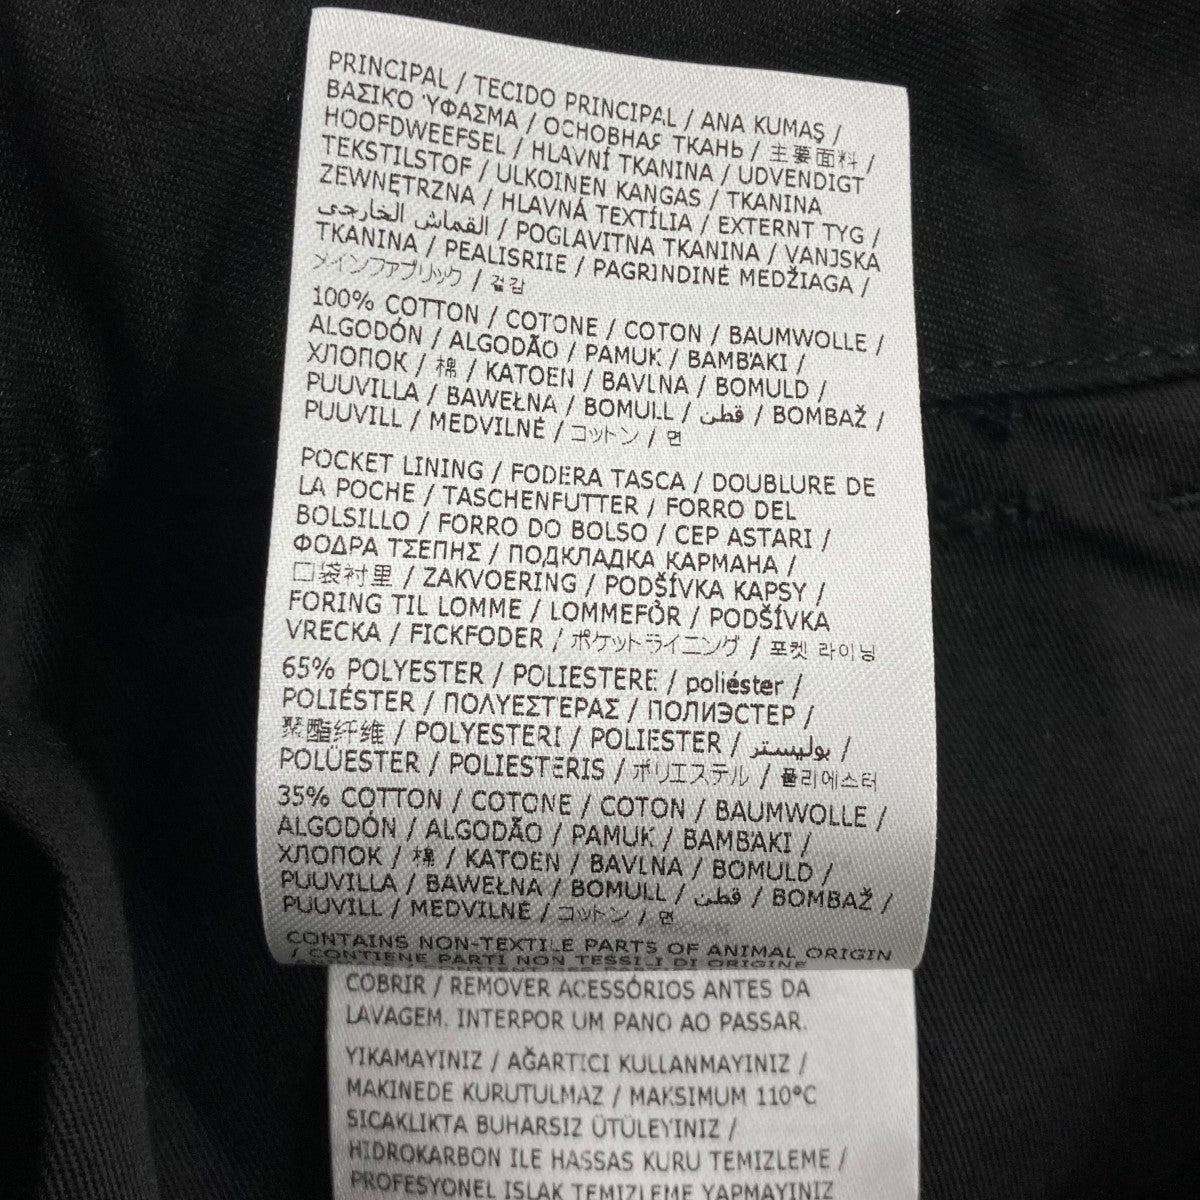 PRINCIPAL / TECIDO PRINCIPAL / ANA KUMAŞ /
ΒΑΣΙΚΟ ΎΦΑΣΜΑ / ОСНОВНАЯ ТКАНЬ / 主要面料 /
HOOFDWEEFSEL / HLAVNÍ TKANINA / UDVENDIGT
TEKSTILSTOF / ULKOINEN KANGAS / TKANINA
ZEWNĘTRZNA / HLAVNÁ TEXTÍLIA / EXTERNT TYG /
القماش الخارجي / POGLAVITNA TKANINA / VANJSKA
TKANINA / PEALISRIIE / PAGRINDINĖ MEDŽIAGA /
メインファブリック / 겉감
100% COTTON / COTONE / COTON / BAUMWOLLE /
ALGODÓN / ALGODÃO / PAMUK / ΒΑΜΒΆΚΙ /
ХЛОПОК / 棉 / KATOEN / BAVLNA / BOMULD /
PUUVILLA / BAWEŁNA / BOMULL / قطن / BOMBAŽ /
PUUVILL / MEDVILNĖ / コットン / 면
POCKET LINING / FODERA TASCA / DOUBLURE DE
LA POCHE / TASCHENFUTTER / FORRO DEL
BOLSILLO / FORRO DO BOLSO / CEP ASTARI /
ΦΟΔΡΑ ΤΣΕΠΗΣ / ПОДКЛАДКА КАРМАНА /
口袋衬里 / ZAKVOERING / PODŠÍVKA KAPSY /
FORING TIL LOMME / LOMMEFÔR / PODŠÍVKA
VRECKA / FICKFODER / ポケットライニング / 포켓 라이닝
65% POLYESTER / POLIESTERE / poliéster /
POLIÉSTER / ΠΟΛΥΕΣΤΕΡΑΣ / ПОЛИЭСТЕР /
聚酯纤维 / POLYESTERI / POLIESTER / بوليستر /
POLÜESTER / POLIESTERIS / ポリエステル / 폴리에스터
35% COTTON / COTONE / COTON / BAUMWOLLE /
ALGODÓN / ALGODÃO / PAMUK / ΒΑΜΒΆΚΙ /
ХЛОПОК / 棉 / KATOEN / BAVLNA / BOMULD /
PUUVILLA / BAWEŁNA / BOMULL / قطن / BOMBAŽ /
PUUVILL / MEDVILNĖ / コットン / 면
CONTAINS NON-TEXTILE PARTS OF ANIMAL ORIGIN
/ CONTIENE PARTI NON TESSILI DI ORIGINE
COBRIR / REMOVER ACESSÓRIOS ANTES DA
LAVAGEM. INTERPOR UM PANO AO PASSAR.
YIKAMAYINIZ / AĞARTICI KULLANMAYINIZ /
MAKINEDE KURUTULMAZ / MAKSIMUM 110°C
SICAKLIKTA BUHARSIZ ÜTÜLEYINIZ /
HIDROKARBON ILE HASSAS KURU TEMIZLEME /
PROFESYONEL ISLAK TEMIZLEME YAPMAYINIZ